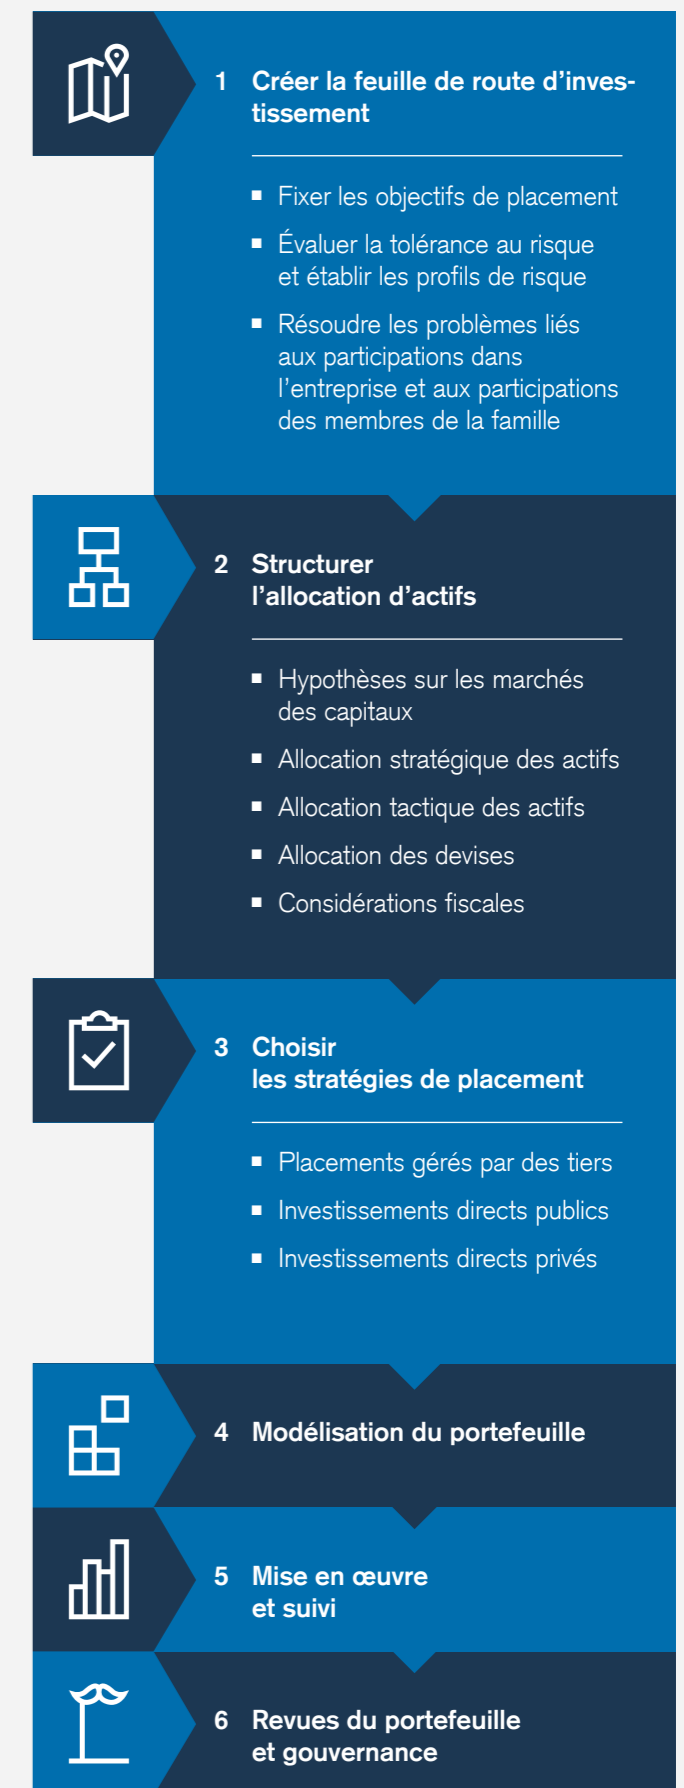 1 Créer la feuille de route d’inves-
tissement
▪ Fixer les objectifs de placement
▪ Évaluer la tolérance au risque
et établir les profils de risque
▪ Résoudre les problèmes liés
aux participations dans
l’entreprise et aux participations
des membres de la famille
2 Structurer
l’allocation d’actifs
▪ Hypothèses sur les marchés
des capitaux
▪ Allocation stratégique des actifs
▪ Allocation tactique des actifs
▪ Allocation des devises
▪ Considérations fiscales
3 Choisir
les stratégies de placement
▪ Placements gérés par des tiers
▪ Investissements directs publics
▪ Investissements directs privés
4 Modélisation du portefeuille
5 Mise en œuvre
et suivi
6 Revues du portefeuille
et gouvernance